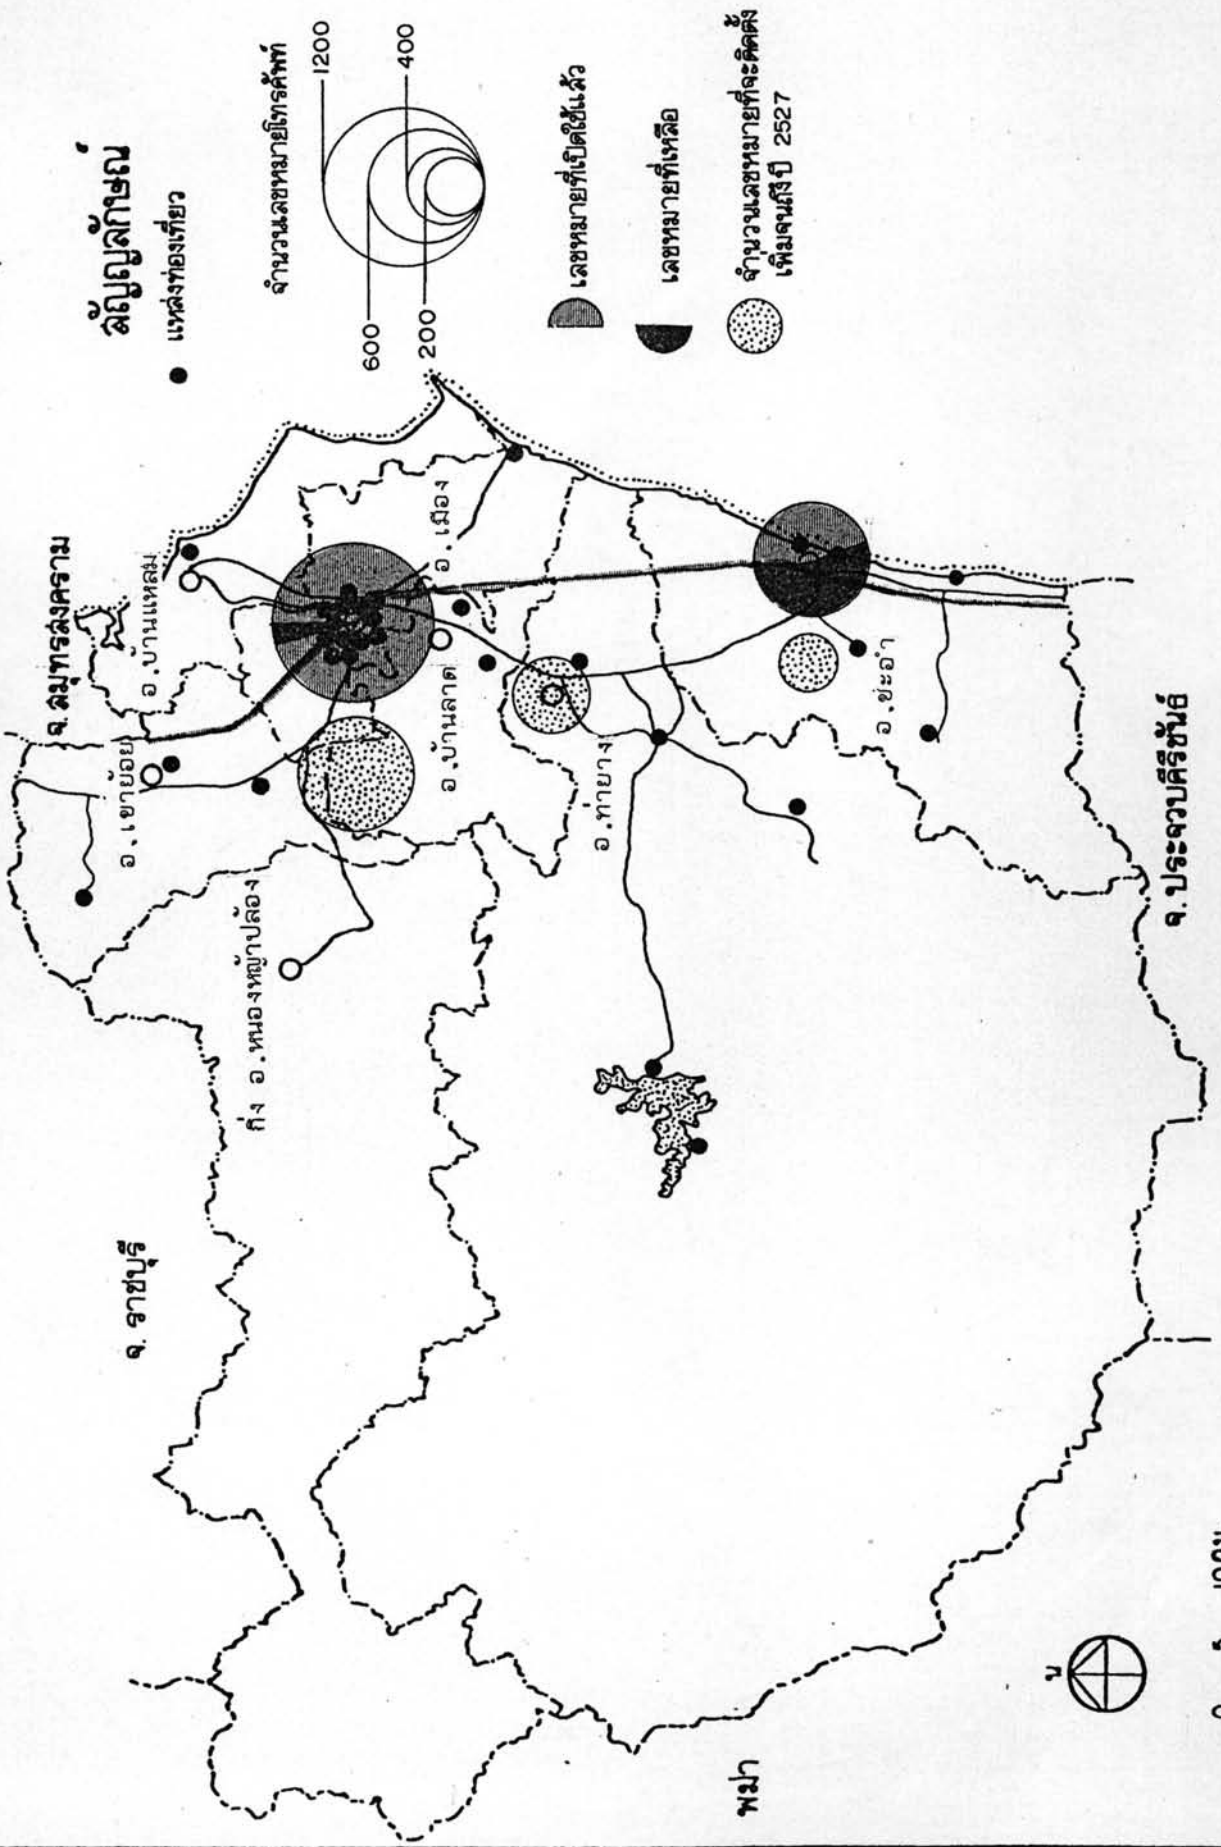 สัญญลักษณ์
แหล่งท่องเที่ยว
จำนวนเลขหมายโทรศัพท์
1200
600
400
200
เลขหมายที่เปิดใช้แล้ว
เลขหมายที่เหลือ
จำนวนเลขหมายที่จะติดตั้ง
เพิ่มจนถึงปี 2527
จ. สมุทรสงคราม
อ. บ้านแหลม
อ. เขาย้อย
อ. เมือง
อ. บ้านลาด
กิ่ง อ. หนองหญ้าปล้อง
อ. ท่ายาง
อ. ชะอำ
จ. ราชบุรี
จ. ประจวบคีรีขันธ์
พม่า
น